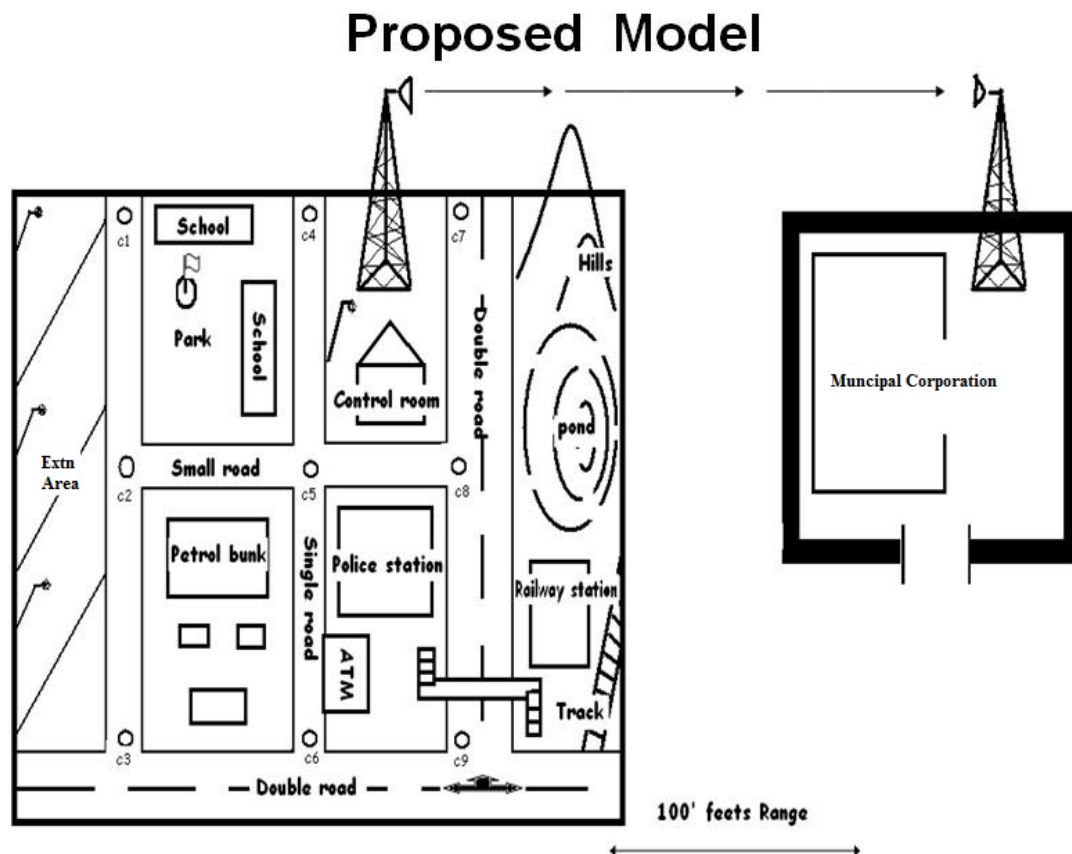 Proposed Model
c1
School
c4
c7
Hills
School
Park
Double road
Control room
pond
Muncipal Corporation
Extn
Area
c2
Small road
c5
c8
Petrol bunk
Single road
Police station
Railway station
ATM
Track
c3
c6
c9
Double road
100' feets Range